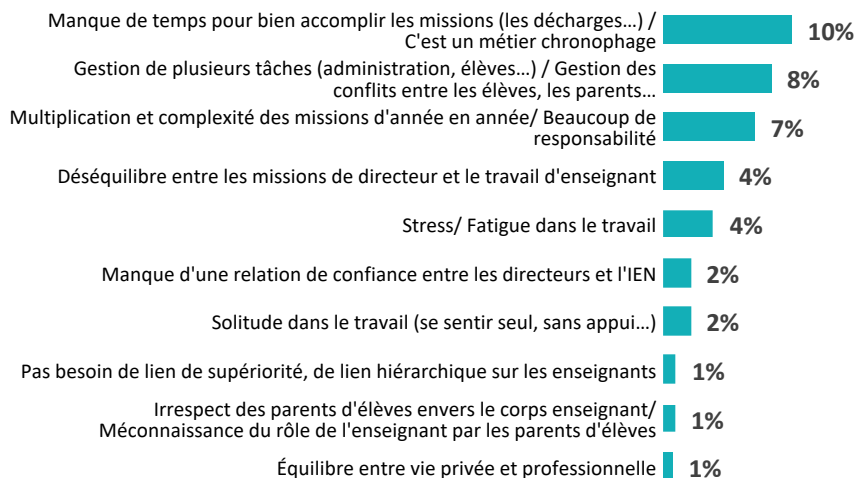 Manque de temps pour bien accomplir les missions (les décharges…) /
C'est un métier chronophage
10%
Gestion de plusieurs tâches (administration, élèves…) / Gestion des
conflits entre les élèves, les parents…
8%
Multiplication et complexité des missions d'année en année/ Beaucoup de
responsabilité
7%
Déséquilibre entre les missions de directeur et le travail d'enseignant
4%
Stress/ Fatigue dans le travail
4%
Manque d'une relation de confiance entre les directeurs et l'IEN
2%
Solitude dans le travail (se sentir seul, sans appui…)
2%
Pas besoin de lien de supériorité, de lien hiérarchique sur les enseignants
1%
Irrespect des parents d'élèves envers le corps enseignant/
Méconnaissance du rôle de l'enseignant par les parents d'élèves
1%
Équilibre entre vie privée et professionnelle
1%